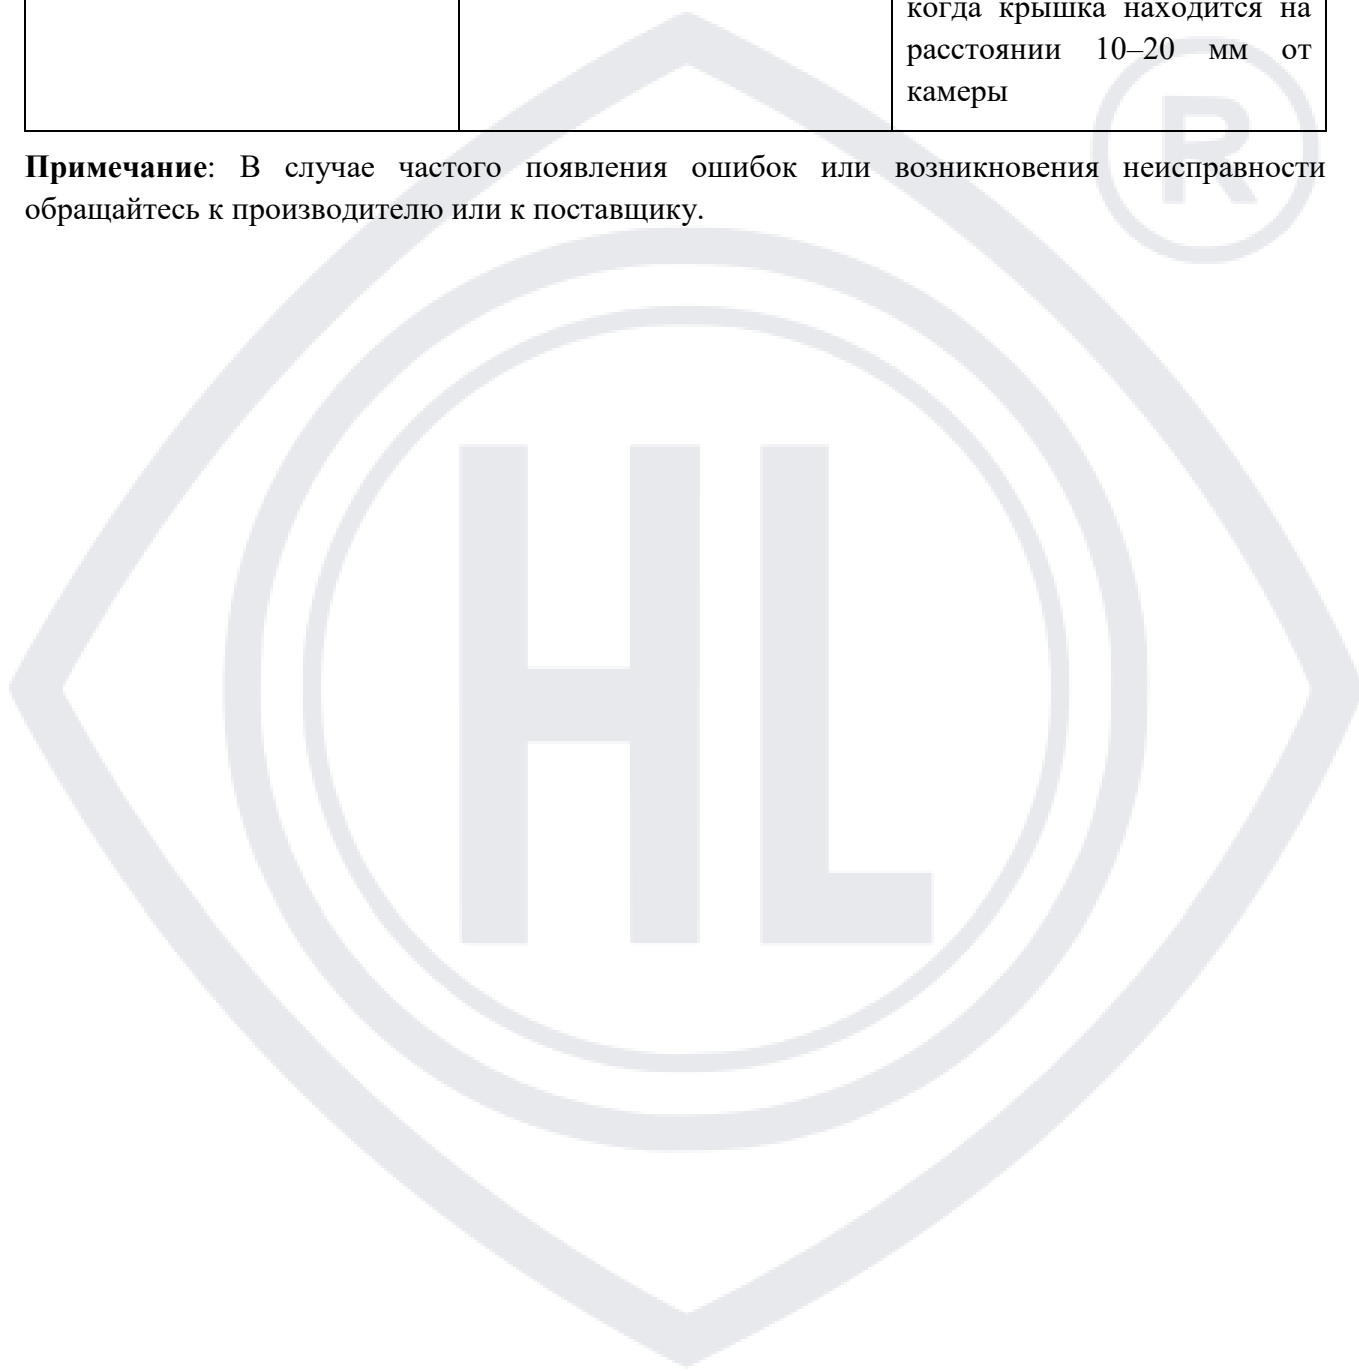 когда крышка находится на
расстоянии 10–20 мм от
камеры
Примечание: В случае частого появления ошибок или возникновения неисправности
обращайтесь к производителю или к поставщику.
®
HL